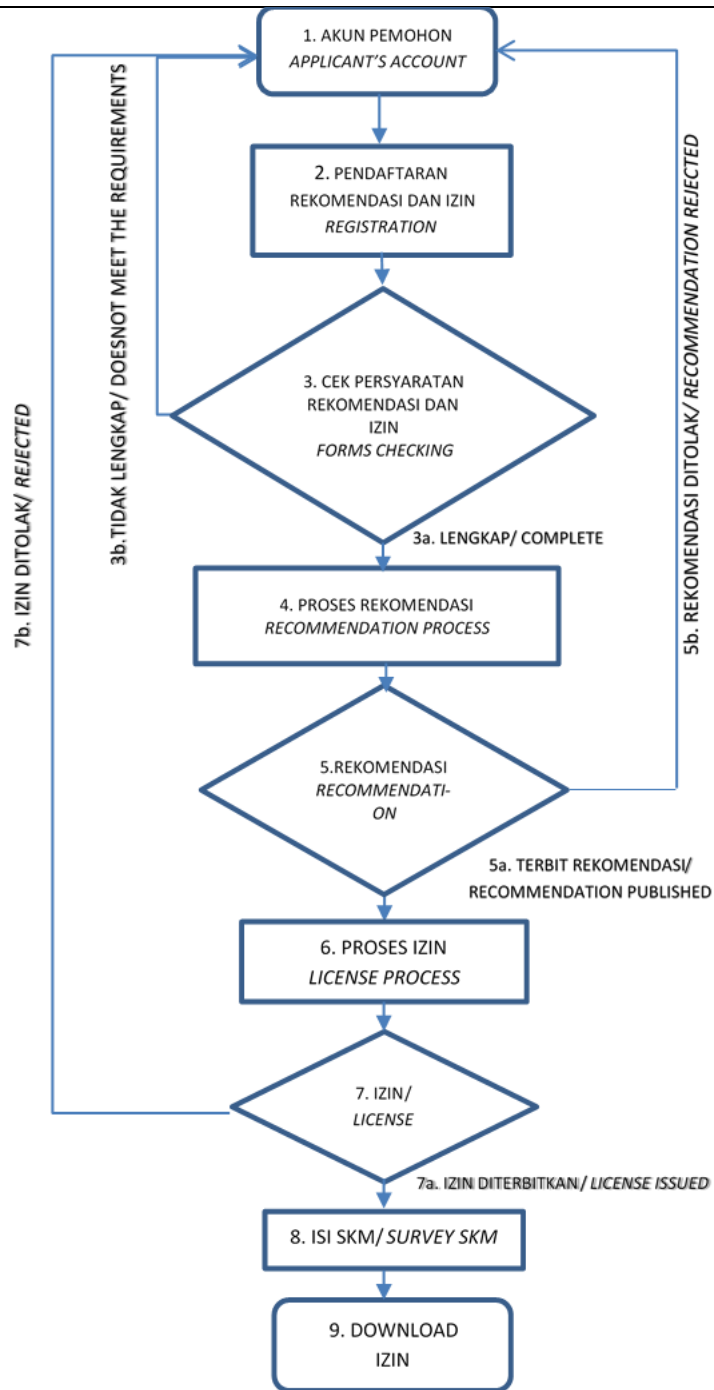 1. AKUN PEMOHON
APPLICANT'S ACCOUNT
2. PENDAFTARAN
REKOMENDASI DAN IZIN
REGISTRATION
3. CEK PERSYARATAN
REKOMENDASI DAN
IZIN
FORMS CHECKING
3a. LENGKAP/ COMPLETE
3b.TIDAK LENGKAP/ DOESNOT MEET THE REQUIREMENTS
4. PROSES REKOMENDASI
RECOMMENDATION PROCESS
5.REKOMENDASI
RECOMMENDATI-
ON
5a. TERBIT REKOMENDASI/
RECOMMENDATION PUBLISHED
5b. REKOMENDASI DITOLAK/ RECOMMENDATION REJECTED
6. PROSES IZIN
LICENSE PROCESS
7. IZIN/
LICENSE
7a. IZIN DITERBITKAN/ LICENSE ISSUED
7b. IZIN DITOLAK/ REJECTED
8. ISI SKM/ SURVEY SKM
9. DOWNLOAD
IZIN